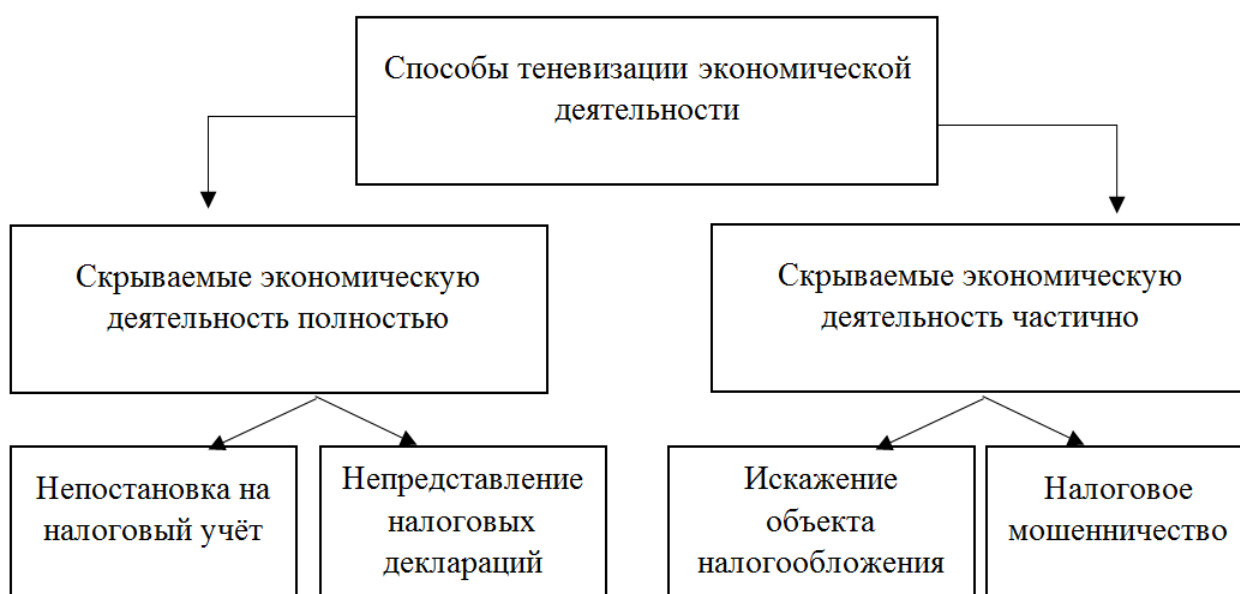 Способы теневизации экономической
деятельности
Скрываемые экономическую
деятельность полностью
Скрываемые экономическую
деятельность частично
Непостановка на
налоговый учёт
Непредставление
налоговых
деклараций
Искажение
объекта
налогообложения
Налоговое
мошенничество